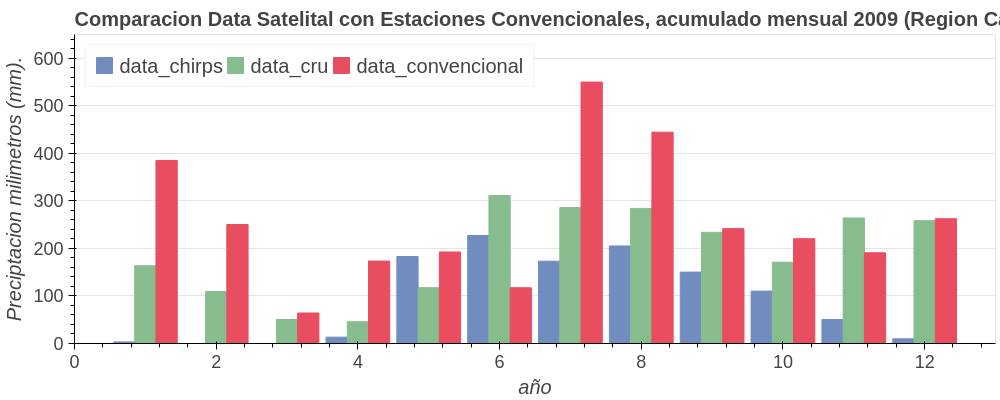 Comparacion Data Satelital con Estaciones Convencionales, acumulado mensual 2009 (Region Ca
data_chirps data_cru data_convencional
Preciptacion milimetros (mm).
600
500
400
300
200
100
0
0 2 4 6 8 10 12
año